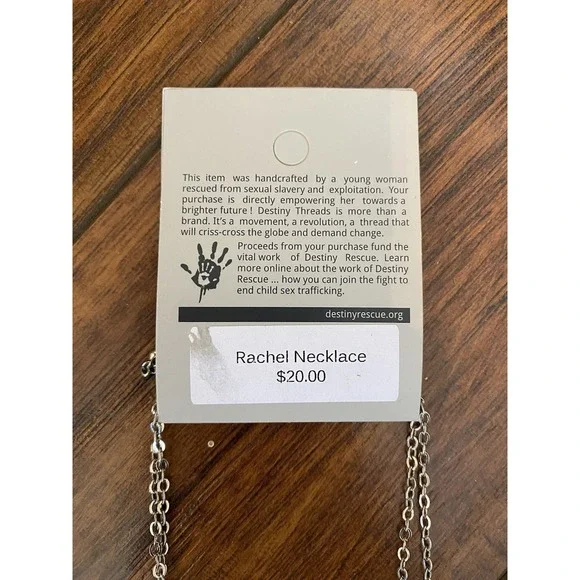 This item was handcrafted by a young woman
rescued from sexual slavery and exploitation. Your
purchase is directly empowering her towards a
brighter future ! Destiny Threads is more than a
brand. It's a movement, a revolution, a thread that
will criss-cross the globe and demand change.
Proceeds from your purchase fund the
vital work of Destiny Rescue. Learn
more online about the work of Destiny
Rescue ... how you can join the fight to
end child sex trafficking.
destinyrescue.org
Rachel Necklace
$20.00